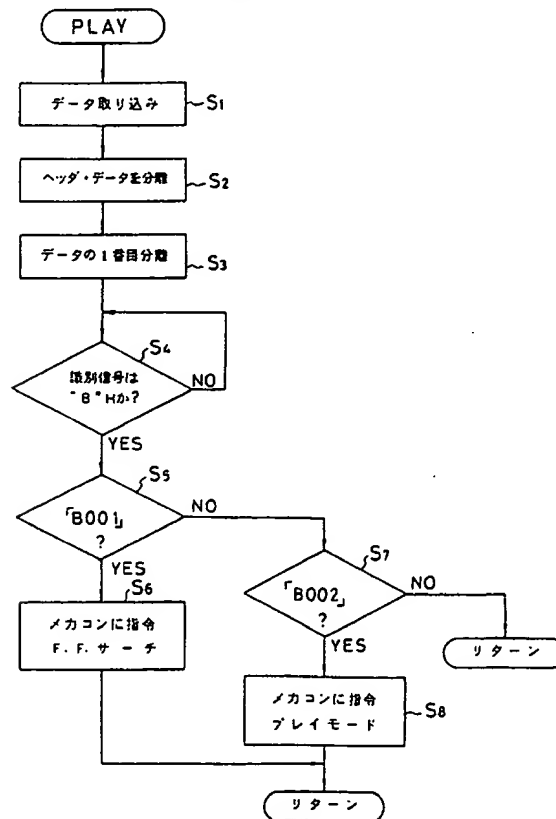 PLAY
データ取り込み
S1
ヘッダ・データを分離
S2
データの1番目分離
S3
S4
識別信号は
"B"Hか?
NO
YES
S5
「B001」
?
NO
YES
S6
メカコンに指令
F.F.サーチ
S7
「B002」
?
NO
YES
リターン
メカコンに指令
プレイモード
S8
リターン